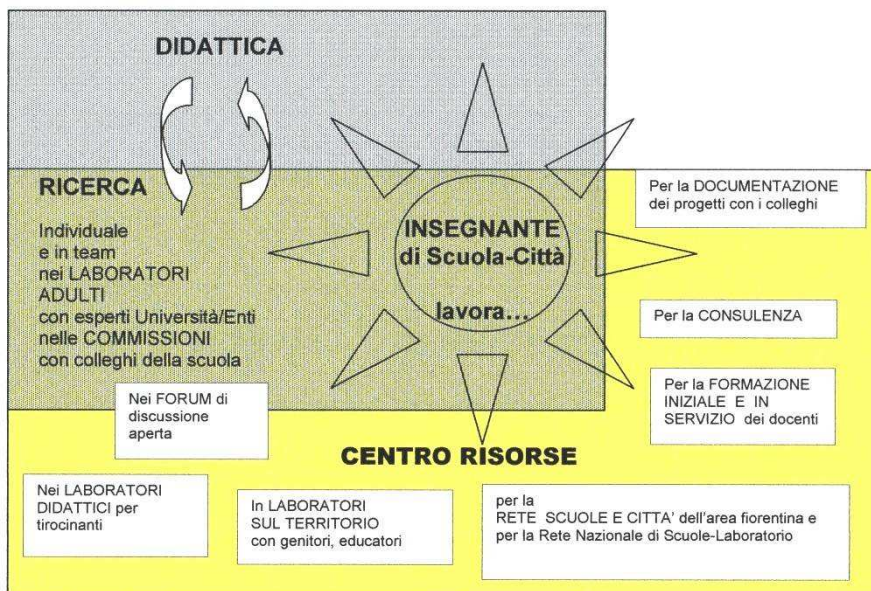 DIDATTICA
RICERCA
Individuale
e in team
nei LABORATORI
ADULTI
con esperti Università/Enti
nelle COMMISSIONI
con colleghi della scuola
INSEGNANTE
di Scuola-Città
lavora...
Per la DOCUMENTAZIONE
dei progetti con i colleghi
Per la CONSULENZA
Per la FORMAZIONE
INIZIALE E IN
SERVIZIO dei docenti
Nei FORUM di
discussione
aperta
CENTRO RISORSE
Nei LABORATORI
DIDATTICI per
tirocinanti
In LABORATORI
SUL TERRITORIO
con genitori, educatori
per la
RETE SCUOLE E CITTA' dell'area fiorentina e
per la Rete Nazionale di Scuole-Laboratorio